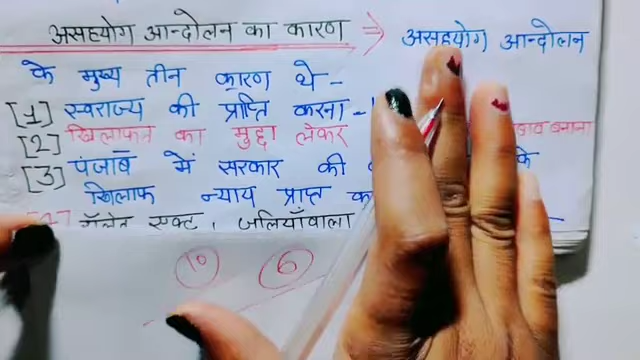 असहयोग आन्दोलन का कारण ⇒ असहयोग आन्दोलन
के मुख्य तीन कारण थे -
[1] स्वराज्य की प्राप्ति करना -
[2] खिलाफत का मुद्दा लेकर बनाना
[3] पंजाब में सरकार की के
खिलाफ न्याय प्राप्त
रॉलेट एक्ट, जलियाँवाला
10 6